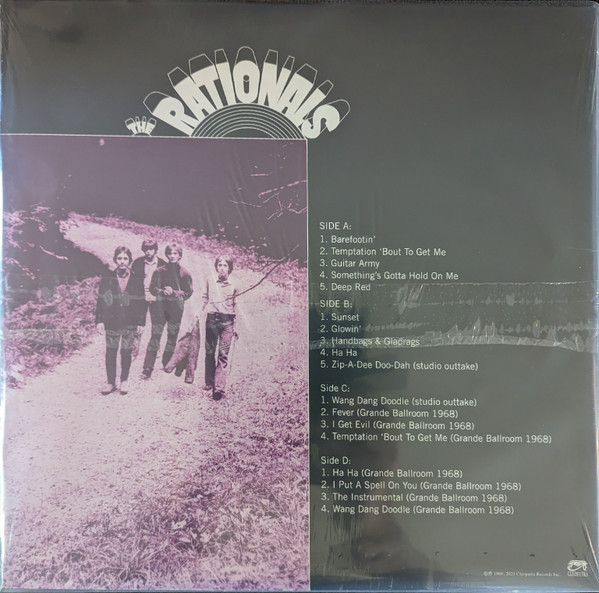 THE
RATIONALS
SIDE A:
1. Barefootin'
2. Temptation 'Bout To Get Me
3. Guitar Army
4. Something's Gotta Hold On Me
5. Deep Red
SIDE B:
1. Sunset
2. Glowin'
3. Handbags & Gladrags
4. Ha Ha
5. Zip-A-Dee Doo-Dah (studio outtake)
Side C:
1. Wang Dang Doodle (studio outtake)
2. Fever (Grande Ballroom 1968)
3. I Get Evil (Grande Ballroom 1968)
4. Temptation 'Bout To Get Me (Grande Ballroom 1968)
Side D:
1. Ha Ha (Grande Ballroom 1968)
2. I Put A Spell On You (Grande Ballroom 1968)
3. The Instrumental (Grande Ballroom 1968)
4. Wang Dang Doodle (Grande Ballroom 1968)
Cleopatra Records Inc.